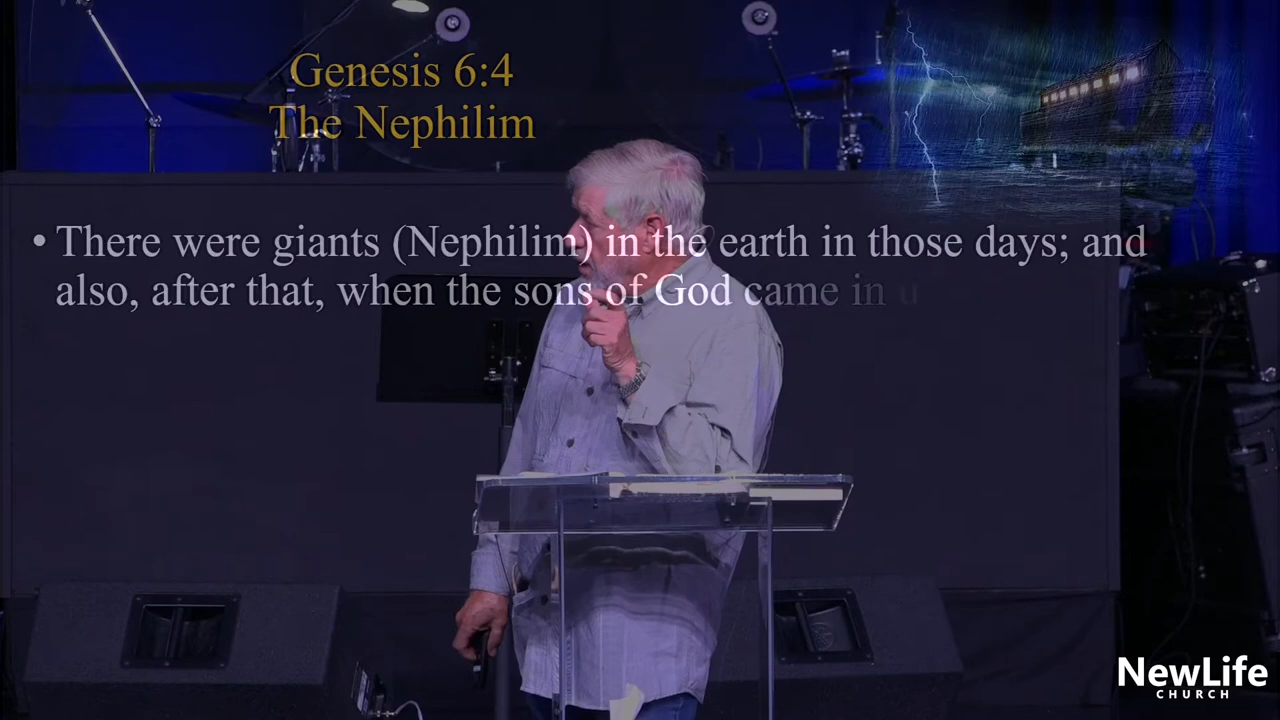 Genesis 6:4
The Nephilim
• There were giants (Nephilim) in the earth in those days; and
also, after that, when the sons of God came in
NewLife
CHURCH